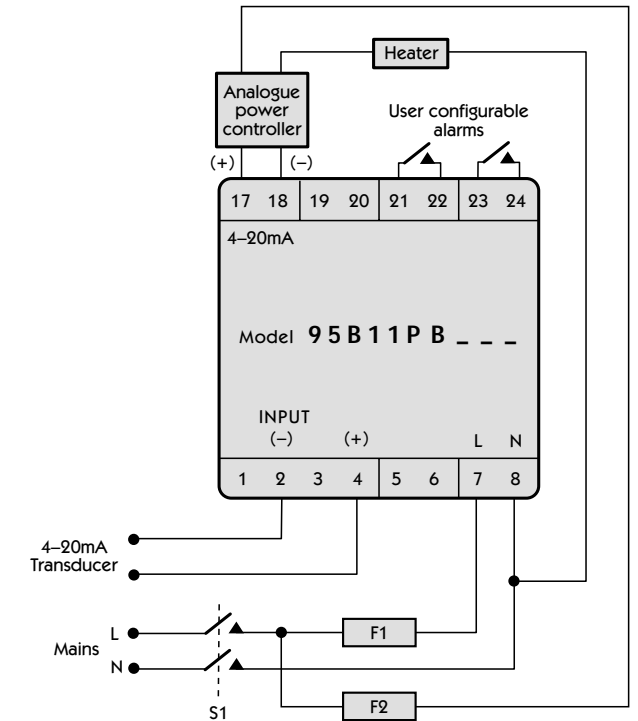 Heater
Analogue
power
controller
User configurable
alarms
(+) (–)
17 18 19 20 21 22 23 24
4–20mA
Model 95B11PB _ _ _
INPUT
(–) (+) L N
1 2 3 4 5 6 7 8
4–20mA
Transducer
Mains
L
N
F1
S1
F2